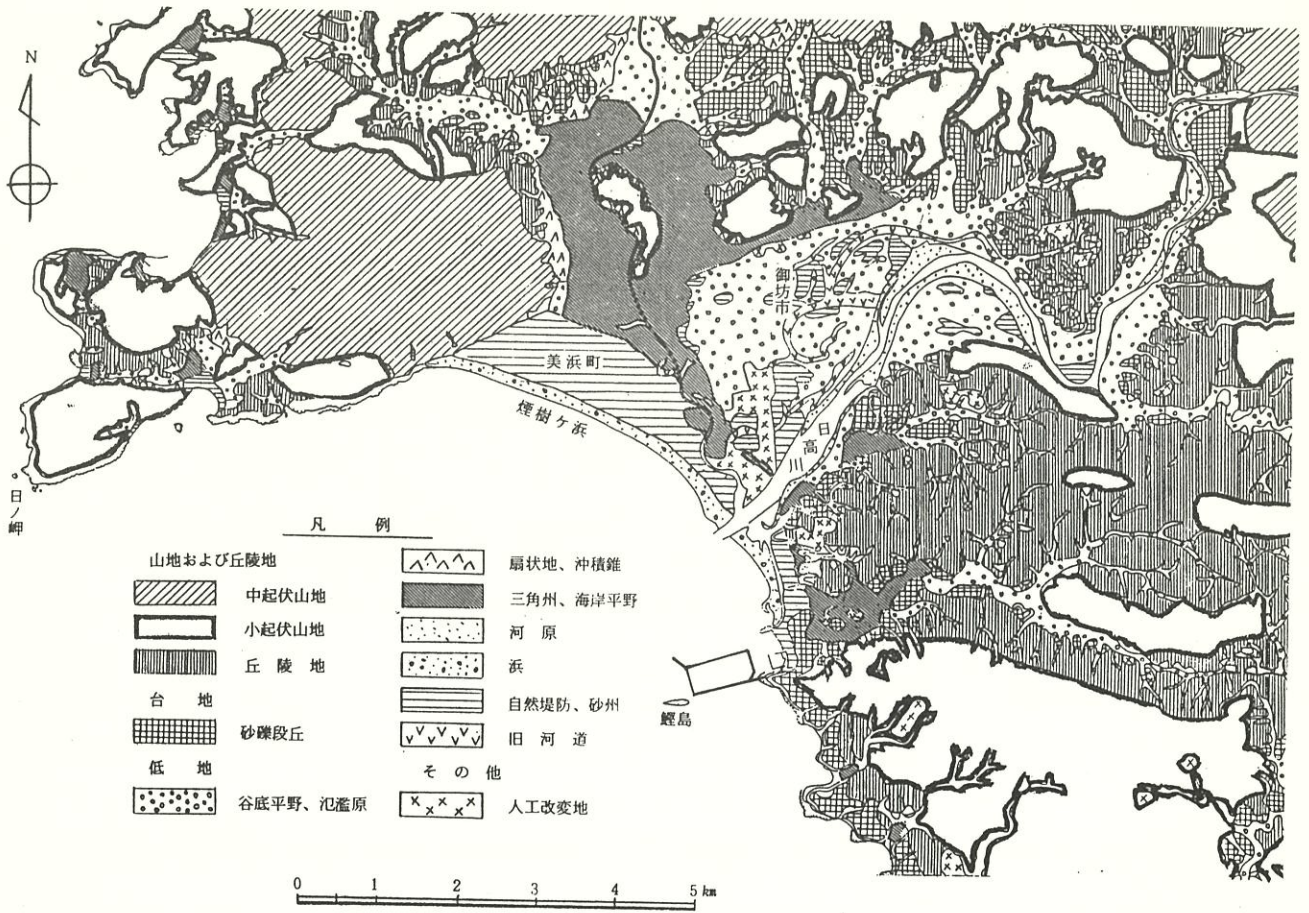 N
御坊市
美浜町
煙樹ケ浜
日高川
日ノ岬
鰹島
凡 例
山地および丘陵地
中起伏山地
小起伏山地
丘陵地
台地
砂礫段丘
低地
谷底平野、氾濫原
扇状地、沖積錐
三角州、海岸平野
河原
浜
自然堤防、砂州
旧河道
その他
人工改変地
0 1 2 3 4 5 km